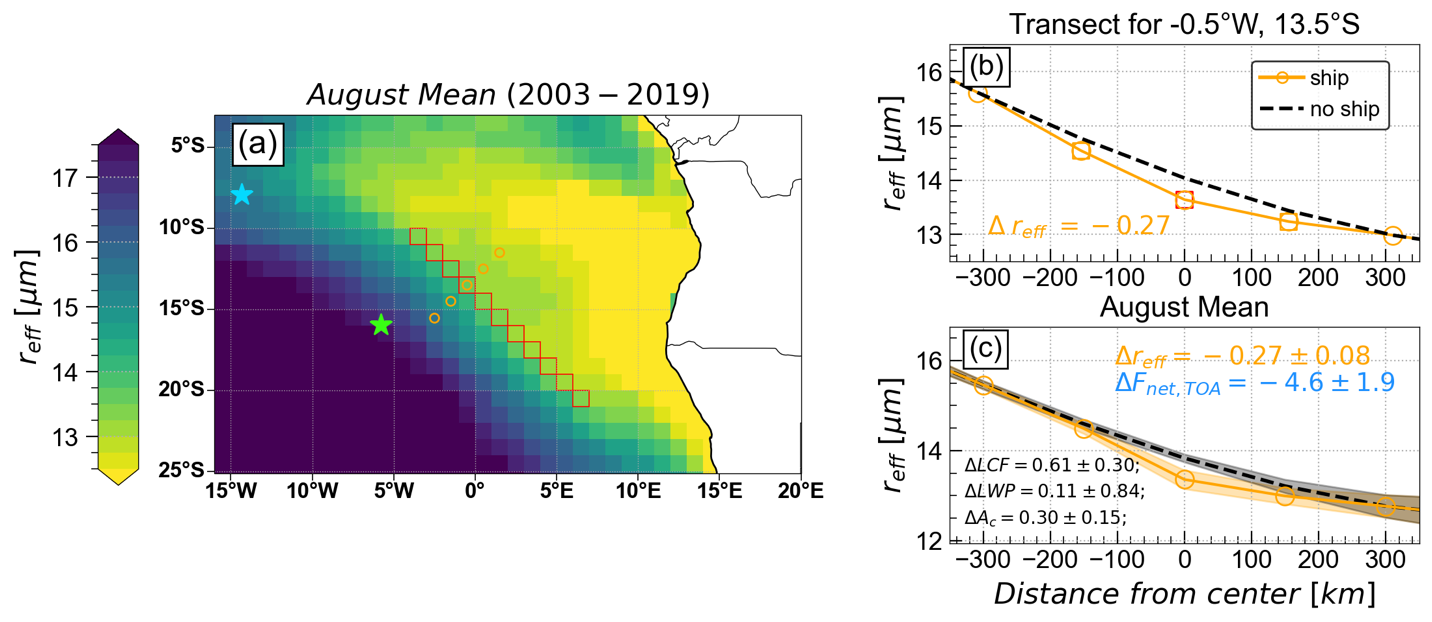 August Mean (2003 − 2019)
(a)
r_eff [μm]
17
16
15
14
13
5°S
10°S
15°S
20°S
25°S
15°W 10°W 5°W 0° 5°E 10°E 15°E 20°E
Transect for -0.5°W, 13.5°S
(b)
ship
no ship
r_eff [μm]
16
15
14
13
Δ r_eff = −0.27
−300 −200 −100 0 100 200 300
August Mean
(c)
Δr_eff = −0.27 ± 0.08
ΔF_net,TOA = −4.6 ± 1.9
r_eff [μm]
16
14
12
ΔLCF = 0.61 ± 0.30;
ΔLWP = 0.11 ± 0.84;
ΔA_c = 0.30 ± 0.15;
−300 −200 −100 0 100 200 300
Distance from center [km]